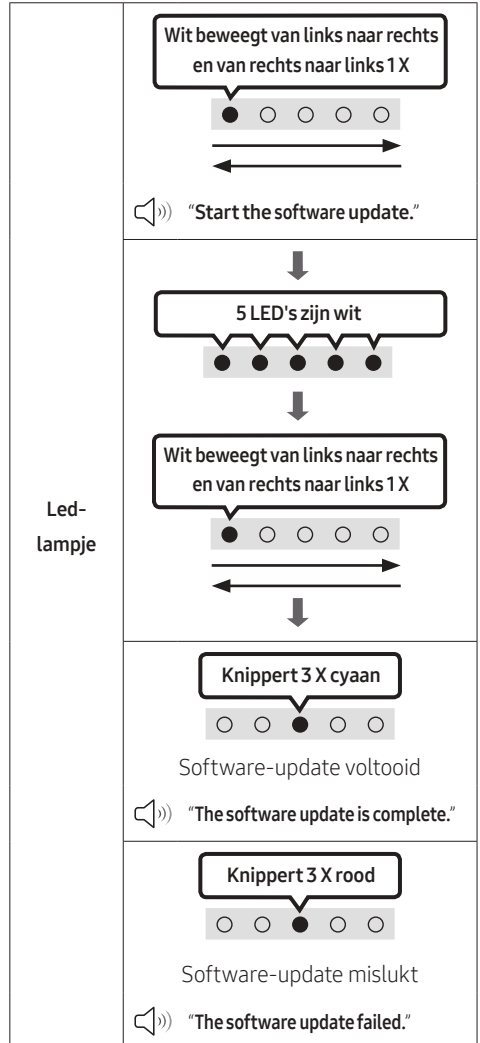 Wit beweegt van links naar rechts
en van rechts naar links 1 X
“Start the software update.”
5 LED's zijn wit
Wit beweegt van links naar rechts
en van rechts naar links 1 X
Led-
lampje
Knippert 3 X cyaan
Software-update voltooid
“The software update is complete.”
Knippert 3 X rood
Software-update mislukt
“The software update failed.”